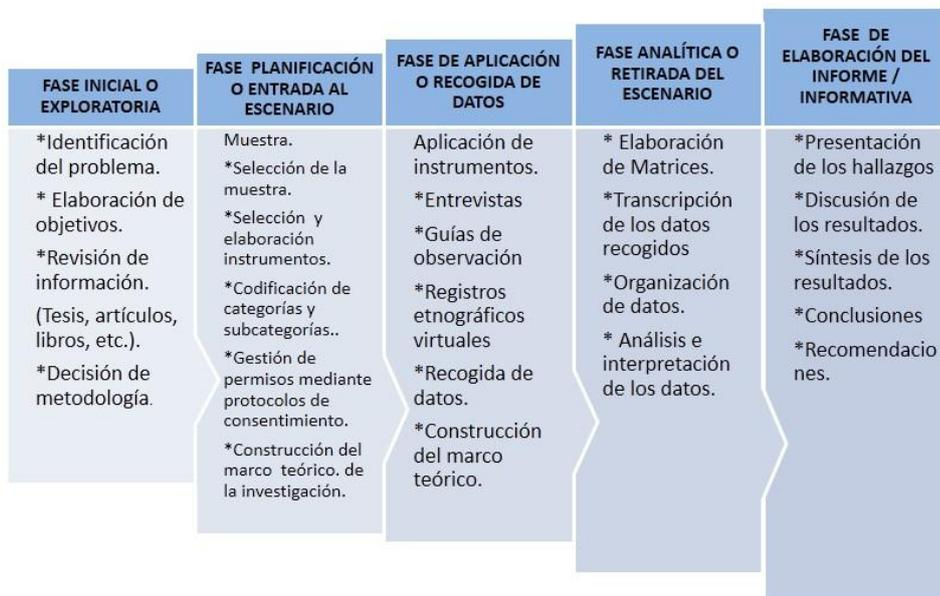 FASE INICIAL O
EXPLORATORIA
*Identificación
del problema.
* Elaboración de
objetivos.
*Revisión de
información.
(Tesis, artículos,
libros, etc.).
*Decisión de
metodología.
FASE PLANIFICACIÓN
O ENTRADA AL
ESCENARIO
Muestra.
*Selección de la
muestra.
*Selección y
elaboración
instrumentos.
*Codificación de
categorías y
subcategorías..
*Gestión de
permisos mediante
protocolos de
consentimiento.
*Construcción del
marco teórico. de
la investigación.
FASE DE APLICACIÓN
O RECOGIDA DE
DATOS
Aplicación de
instrumentos.
*Entrevistas
*Guías de
observación
*Registros
etnográficos
virtuales
*Recogida de
datos.
*Construcción
del marco
teórico.
FASE ANALÍTICA O
RETIRADA DEL
ESCENARIO
* Elaboración
de Matrices.
*Transcripción
de los datos
recogidos
*Organización
de datos.
* Análisis e
interpretación
de los datos.
FASE DE
ELABORACIÓN DEL
INFORME /
INFORMATIVA
*Presentación
de los hallazgos
*Discusión de
los resultados.
*Síntesis de los
resultados.
*Conclusiones
*Recomendacio
nes.